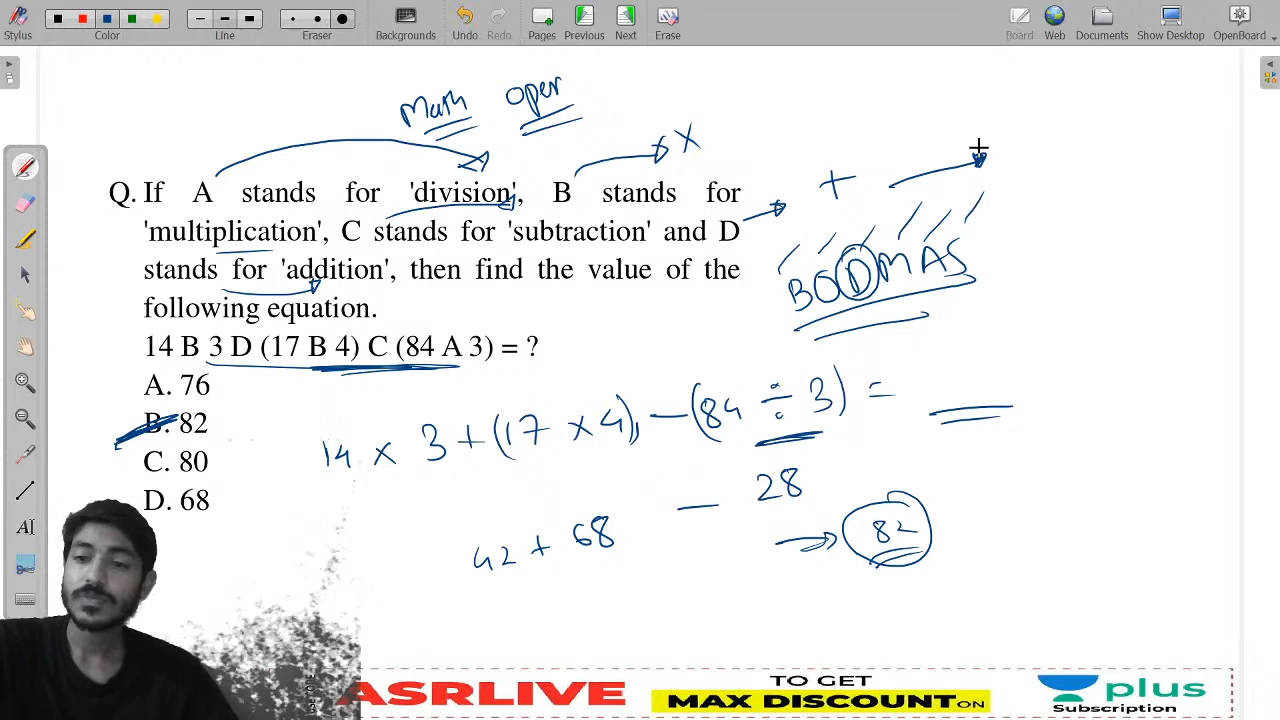 Stylus
Color
Line
Eraser
Backgrounds
Undo
Redo
Pages
Previous
Next
Erase
Board
Web
Documents
Show Desktop
OpenBoard
Math Oper
Q. If A stands for 'division', B stands for
'multiplication', C stands for 'subtraction' and D
stands for 'addition', then find the value of the
following equation.
14 B 3 D (17 B 4) C (84 A 3) = ?
A. 76
B. 82
C. 80
D. 68
×
+
BODMAS
14 × 3 + (17 × 4) − (84 ÷ 3) =
42 + 68 − 28
82
AI
ASRLIVE
TO GET
MAX DISCOUNT ON
plus
Subscription